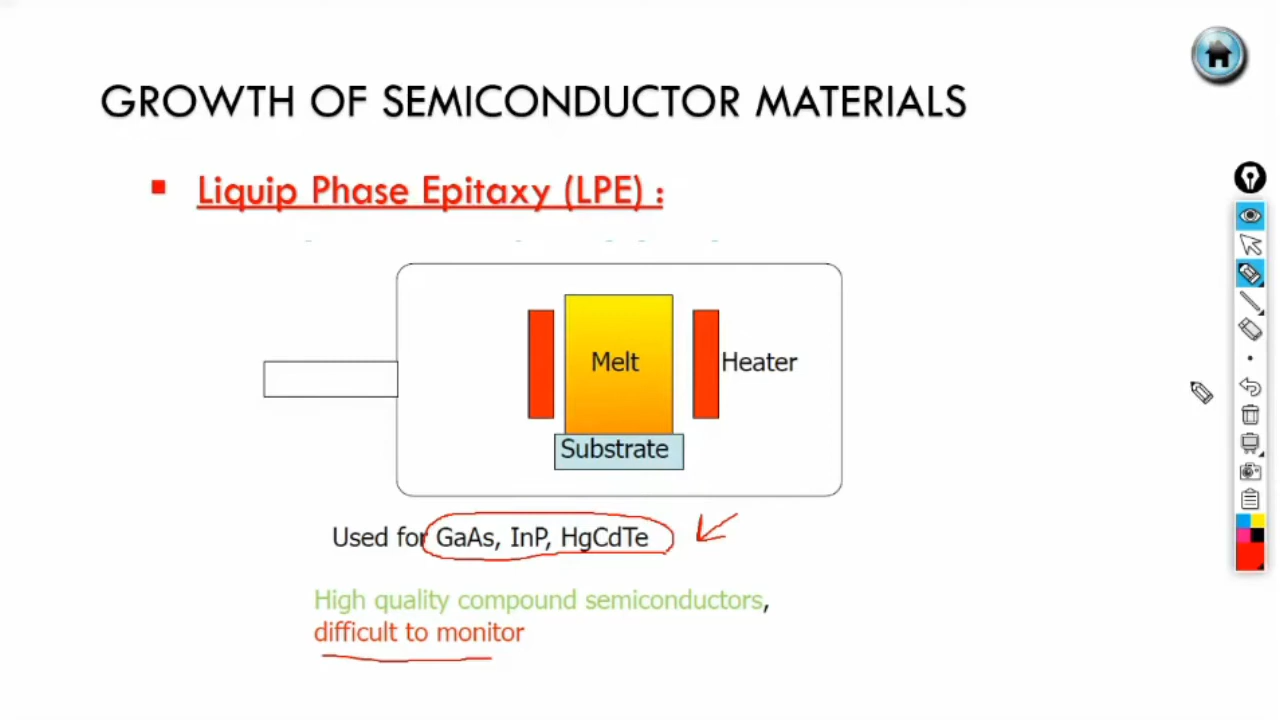 GROWTH OF SEMICONDUCTOR MATERIALS
▪ Liquip Phase Epitaxy (LPE) :
Melt
Heater
Substrate
Used for GaAs, InP, HgCdTe
High quality compound semiconductors,
difficult to monitor